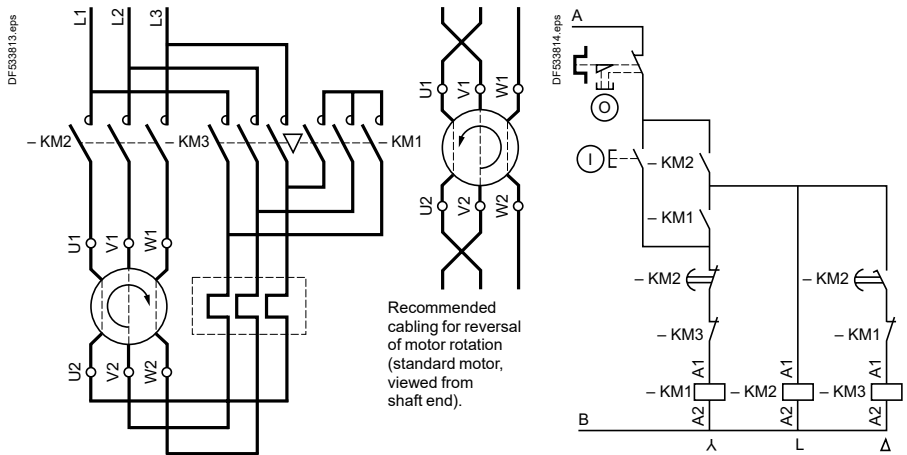 DF533813.eps
L1
L2
L3
– KM2
– KM3
– KM1
U1
V1
W1
U2
V2
W2
U1
V1
W1
U2
V2
W2
Recommended
cabling for reversal
of motor rotation
(standard motor,
viewed from
shaft end).
DF533814.eps
A
O
I
– KM2
– KM1
– KM2
– KM2
– KM3
– KM1
A1
A1
A1
– KM1
– KM2
– KM3
A2
A2
A2
B
⅄
L
Δ